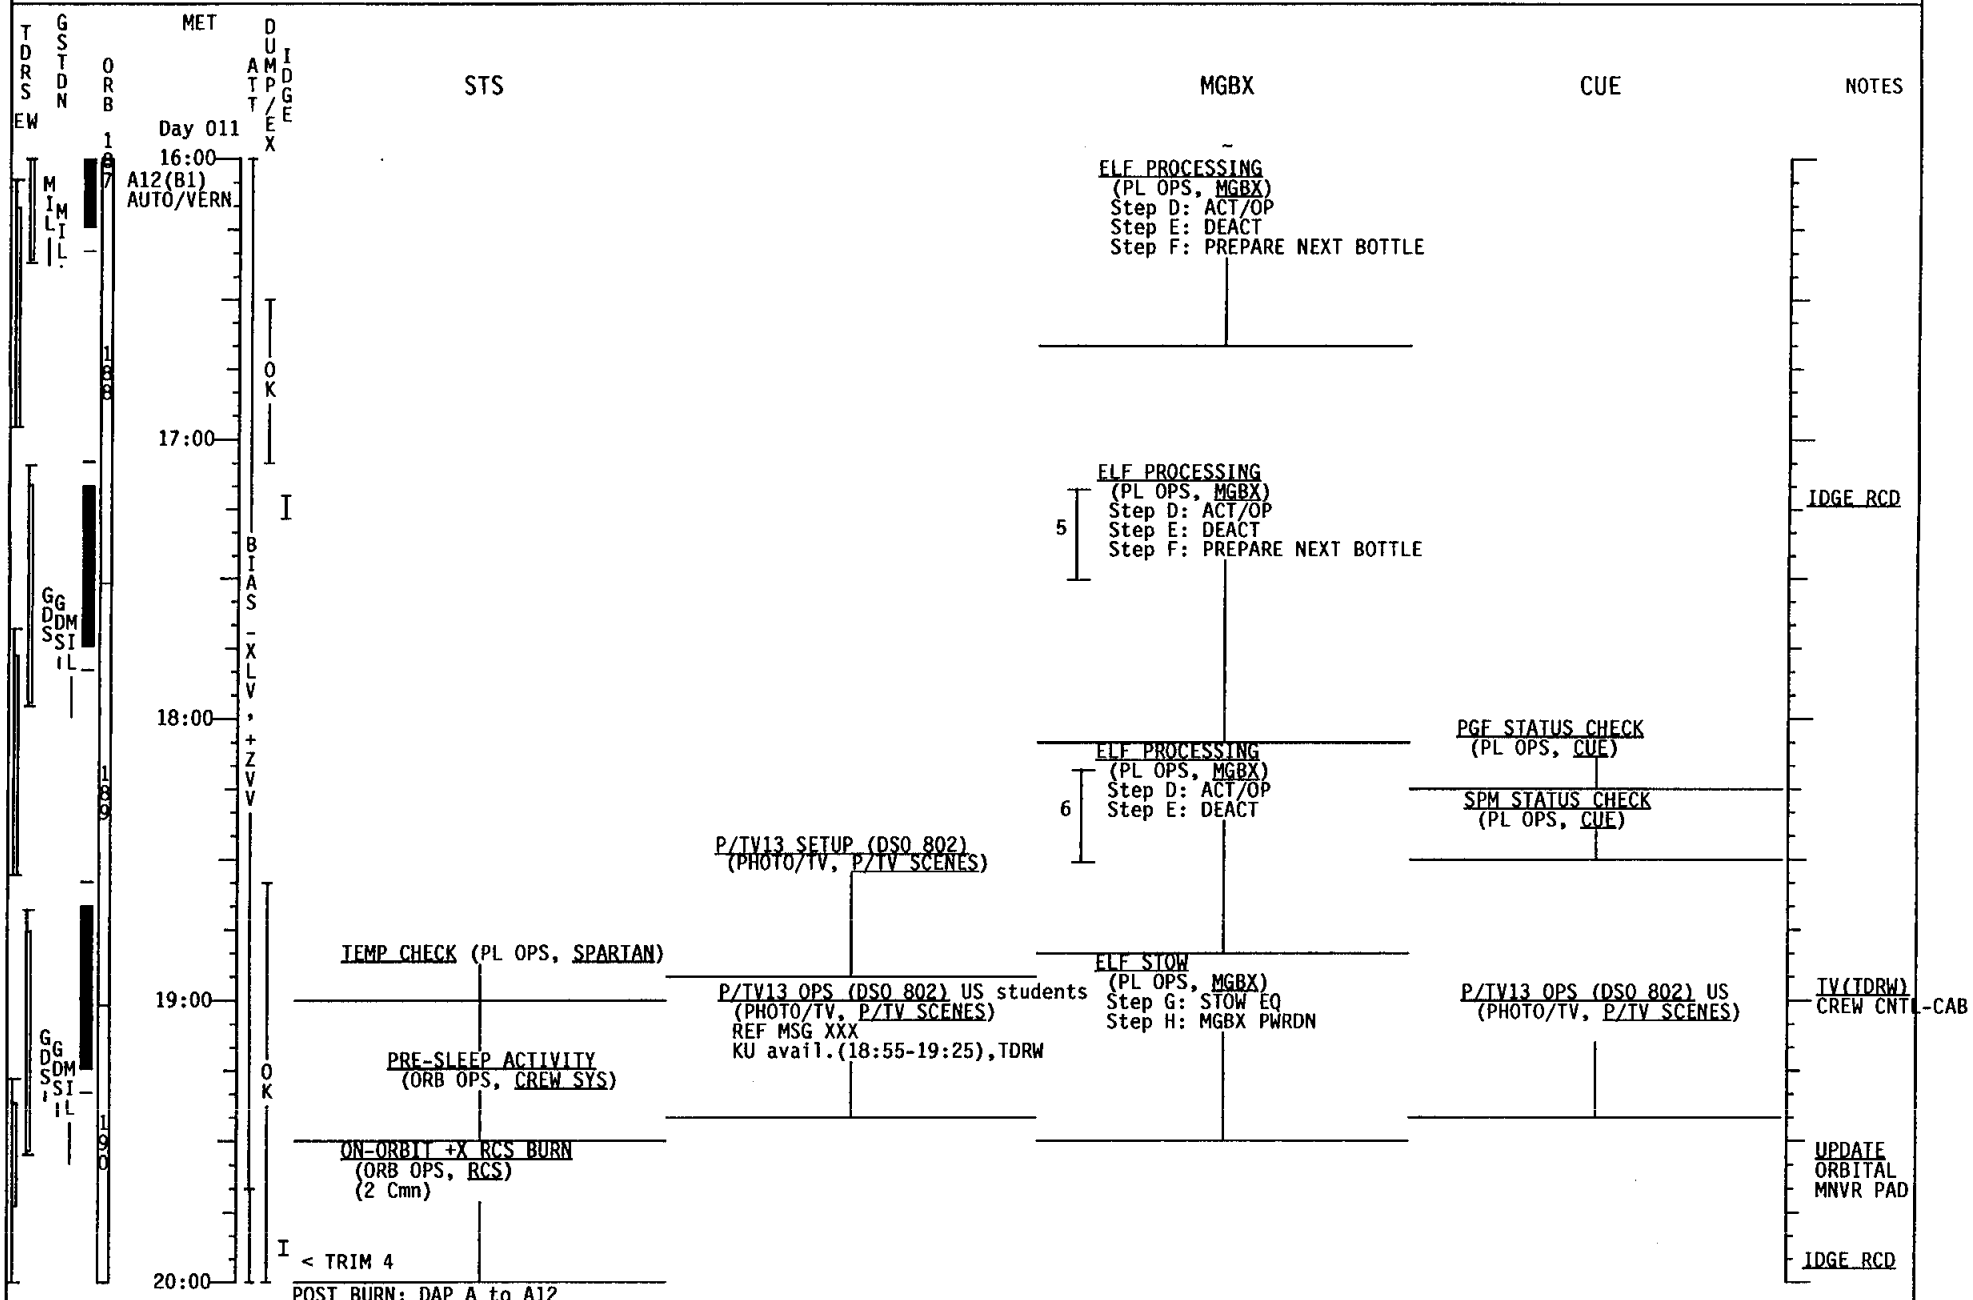 TDRS
EW
GSTDN
ORB
MET
ATT
DUMP/EX
IDGE
STS
MGBX
CUE
NOTES
Day 011
16:00
187
A12(B1)
AUTO/VERN
MIL
MIL
~
ELF PROCESSING
(PL OPS, MGBX)
Step D: ACT/OP
Step E: DEACT
Step F: PREPARE NEXT BOTTLE
OK
188
17:00
I
ELF PROCESSING
(PL OPS, MGBX)
Step D: ACT/OP
Step E: DEACT
Step F: PREPARE NEXT BOTTLE
5
IDGE RCD
BIAS -XLV, +ZVV
GDS
GDS
MIL
18:00
PGF STATUS CHECK
(PL OPS, CUE)
ELF PROCESSING
(PL OPS, MGBX)
Step D: ACT/OP
Step E: DEACT
6
SPM STATUS CHECK
(PL OPS, CUE)
189
P/TV13 SETUP (DSO 802)
(PHOTO/TV, P/TV SCENES)
TEMP CHECK (PL OPS, SPARTAN)
ELF STOW
(PL OPS, MGBX)
Step G: STOW EQ
Step H: MGBX PWRDN
19:00
P/TV13 OPS (DSO 802) US students
(PHOTO/TV, P/TV SCENES)
REF MSG XXX
KU avail.(18:55-19:25),TDRW
P/TV13 OPS (DSO 802) US
(PHOTO/TV, P/TV SCENES)
TV(TDRW)
CREW CNTL-CAB
GDS
GDS
MIL
OK
PRE-SLEEP ACTIVITY
(ORB OPS, CREW SYS)
190
ON-ORBIT +X RCS BURN
(ORB OPS, RCS)
(2 Cmn)
UPDATE
ORBITAL
MNVR PAD
I
< TRIM 4
IDGE RCD
20:00
POST BURN: DAP A to A12